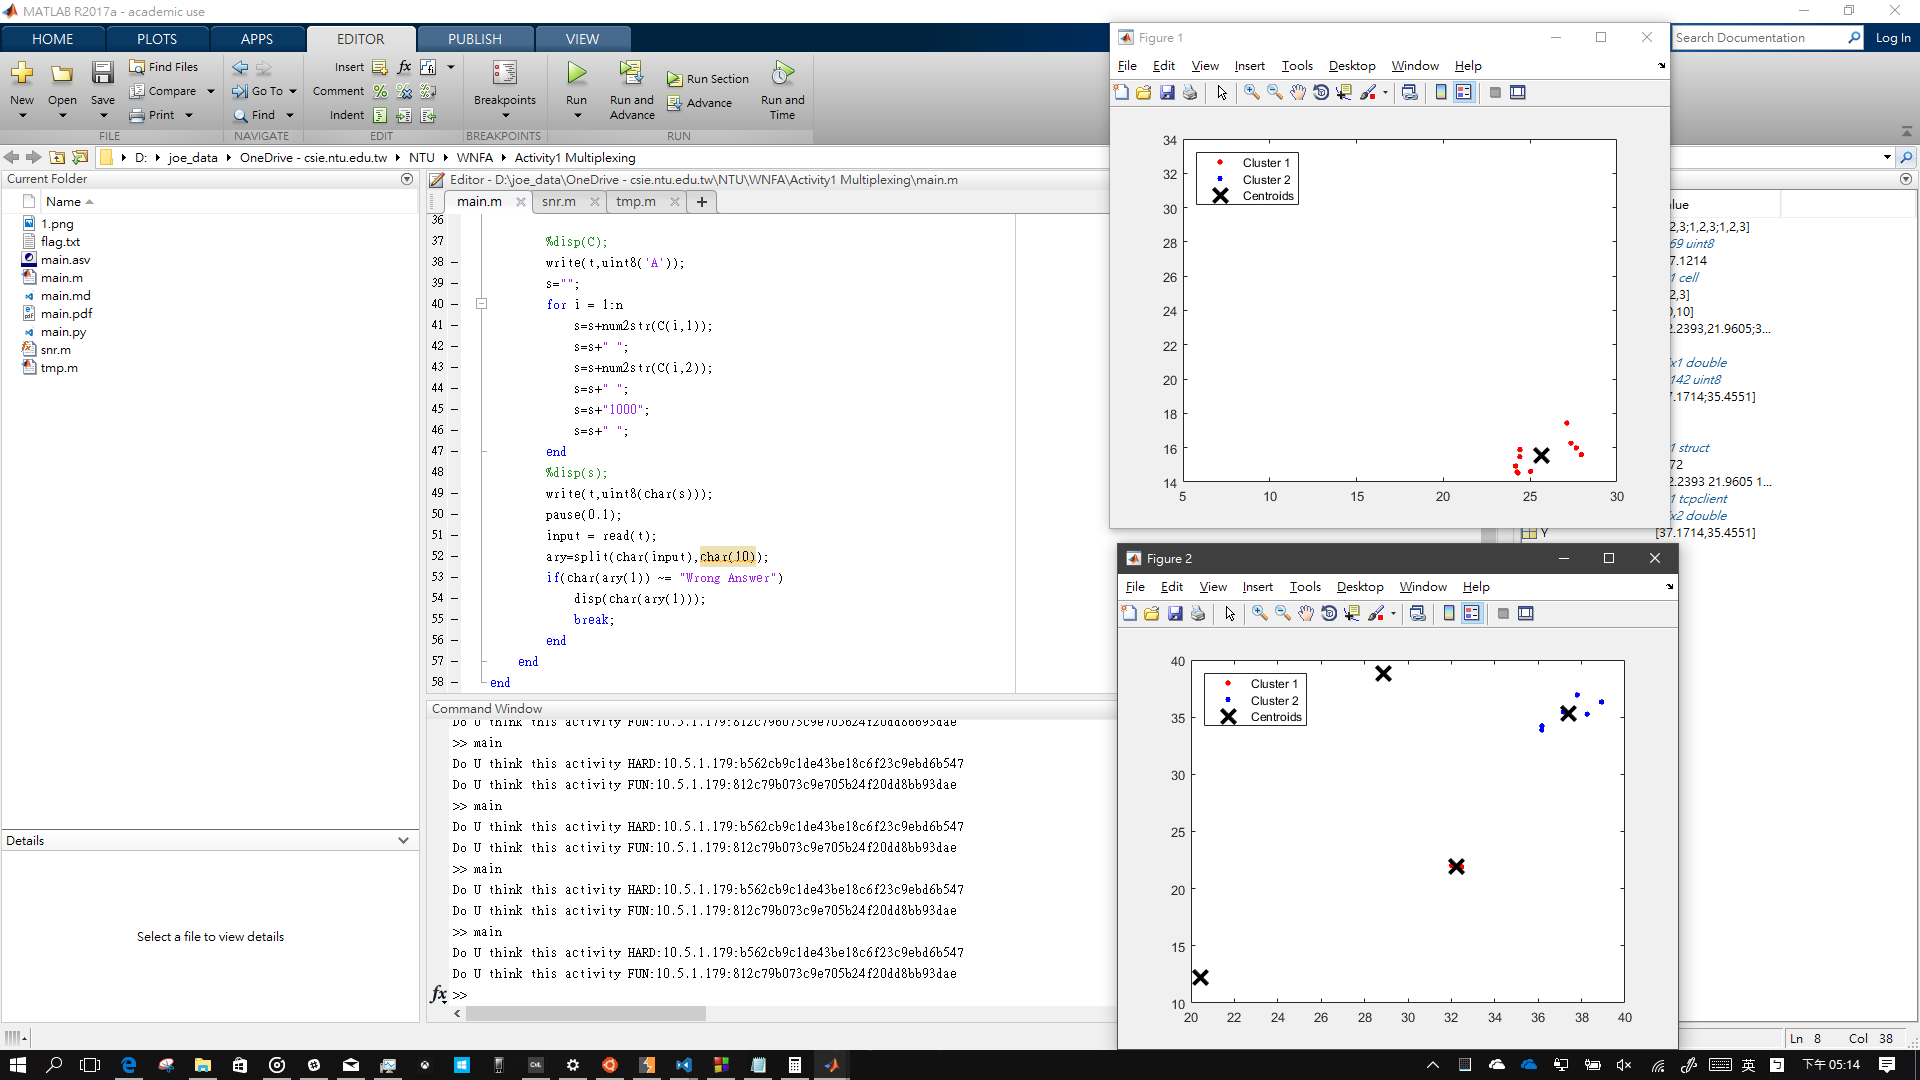 MATLAB R2017a - academic use
HOME PLOTS APPS EDITOR PUBLISH VIEW
Search Documentation Log In
New Open Save Find Files Compare Print
Go To Find
Insert Comment Indent
Breakpoints Run Run and Advance Run Section Advance Run and Time
FILE NAVIGATE EDIT BREAKPOINTS RUN
D: joe_data OneDrive - csie.ntu.edu.tw NTU WNFA Activity1 Multiplexing
Current Folder
Name
1.png
flag.txt
main.asv
main.m
main.md
main.pdf
main.py
snr.m
tmp.m
Details
Select a file to view details
Editor - D:\joe_data\OneDrive - csie.ntu.edu.tw\NTU\WNFA\Activity1 Multiplexing\main.m
main.m snr.m tmp.m
36
37 %disp(C);
38 – write(t,uint8('A'));
39 – s="";
40 – for i = 1:n
41 – s=s+num2str(C(i,1));
42 – s=s+" ";
43 – s=s+num2str(C(i,2));
44 – s=s+" ";
45 – s=s+"1000";
46 – s=s+" ";
47 – end
48 %disp(s);
49 – write(t,uint8(char(s)));
50 – pause(0.1);
51 – input = read(t);
52 – ary=split(char(input),char(10));
53 – if(char(ary(1)) ~= "Wrong Answer")
54 – disp(char(ary(1)));
55 – break;
56 – end
57 – end
58 – end
Command Window
Do U think this activity FUN:10.5.1.179:812c79b073c9e705b24f20dd8bb93dae
>> main
Do U think this activity HARD:10.5.1.179:b562cb9c1de43be18c6f23c9ebd6b547
Do U think this activity FUN:10.5.1.179:812c79b073c9e705b24f20dd8bb93dae
>> main
Do U think this activity HARD:10.5.1.179:b562cb9c1de43be18c6f23c9ebd6b547
Do U think this activity FUN:10.5.1.179:812c79b073c9e705b24f20dd8bb93dae
>> main
Do U think this activity HARD:10.5.1.179:b562cb9c1de43be18c6f23c9ebd6b547
Do U think this activity FUN:10.5.1.179:812c79b073c9e705b24f20dd8bb93dae
>> main
Do U think this activity HARD:10.5.1.179:b562cb9c1de43be18c6f23c9ebd6b547
Do U think this activity FUN:10.5.1.179:812c79b073c9e705b24f20dd8bb93dae
fx >>
Figure 1
File Edit View Insert Tools Desktop Window Help
Cluster 1
Cluster 2
Centroids
34
32
30
28
26
24
22
20
18
16
14
5 10 15 20 25 30
2,3;1,2,3;1,2,3]
69 uint8
7.1214
1 cell
2,3]
0,10]
2.2393,21.9605;3...
x1 double
142 uint8
7.1714;35.4551]
1 struct
72
2.2393 21.9605 1...
1 tcpclient
x2 double
Y [37.1714,35.4551]
Figure 2
File Edit View Insert Tools Desktop Window Help
Cluster 1
Cluster 2
Centroids
40
35
30
25
20
15
10
20 22 24 26 28 30 32 34 36 38 40
Ln 8 Col 38
英
下午 05:14